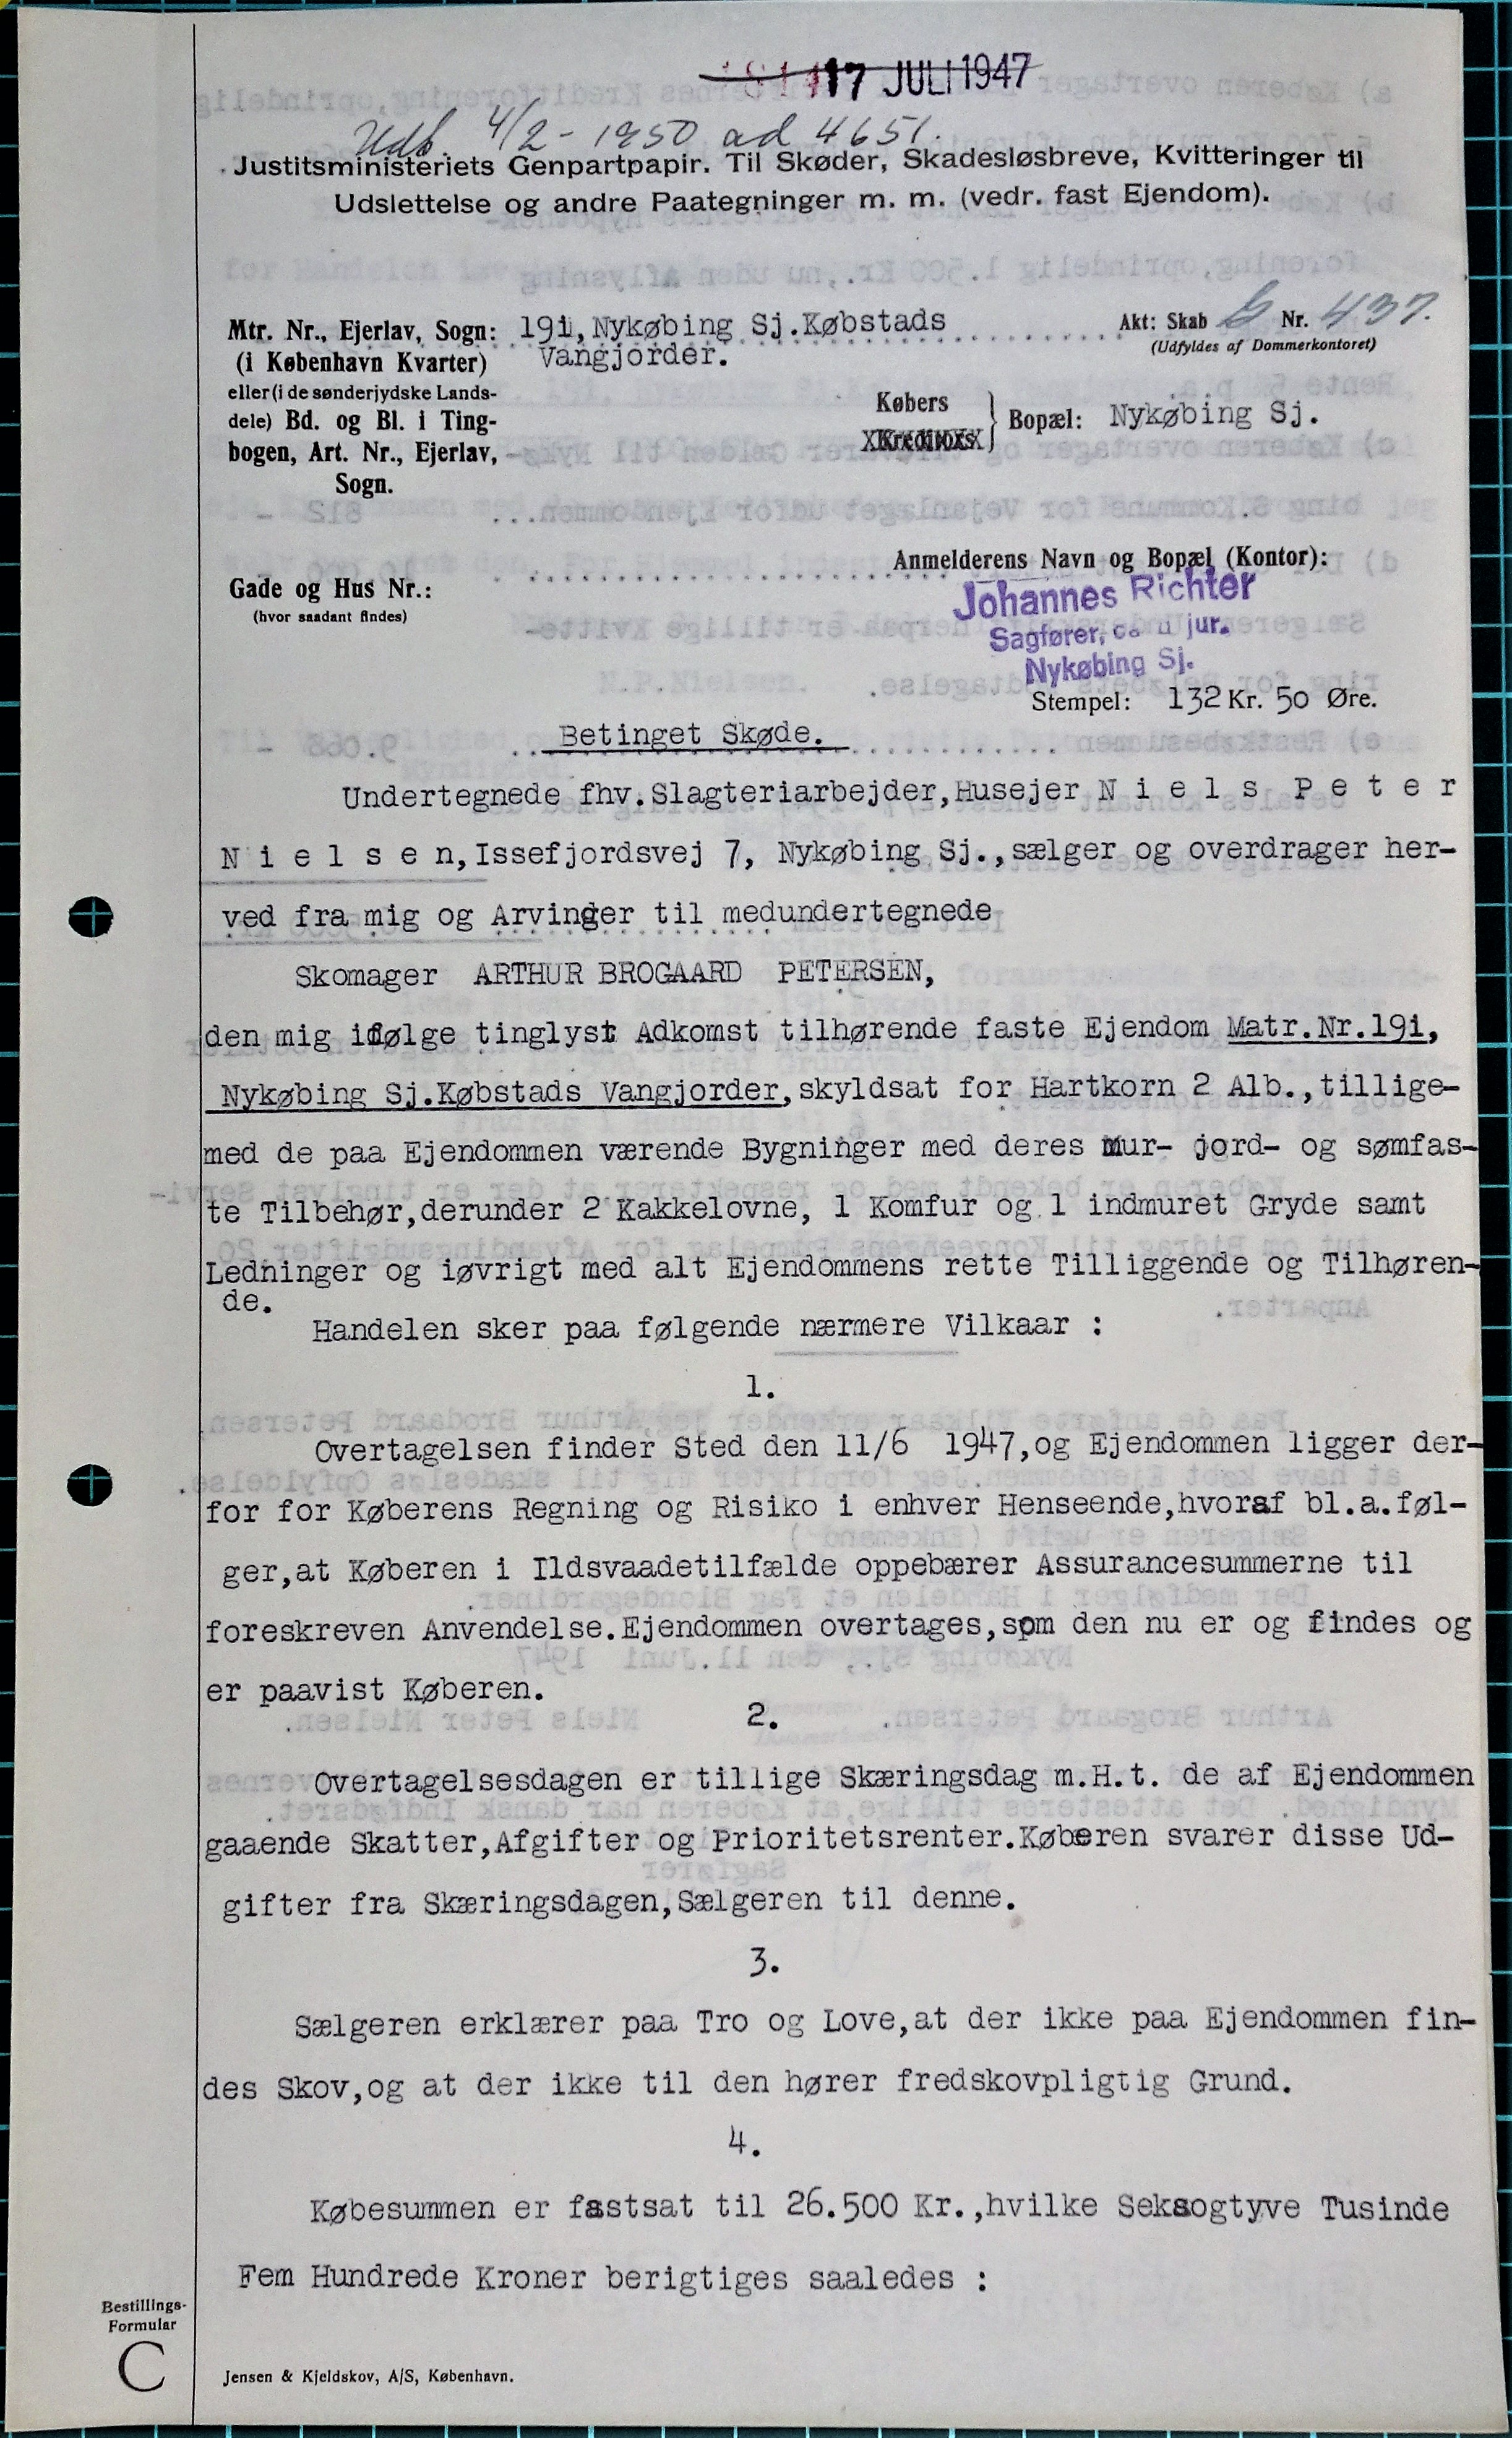 17 JULI 1947
Udb. 4/2 - 1950 ad 4651.
Justitsministeriets Genpartpapir. Til Skøder, Skadesløsbreve, Kvitteringer til
Udslettelse og andre Paategninger m. m. (vedr. fast Ejendom).
Mtr. Nr., Ejerlav, Sogn: 19i, Nykøbing Sj.Købstads
Akt: Skab Nr. 437.
(i København Kvarter) Vangjorder.
(Udfyldes af Dommerkontoret)
eller (i de sønderjydske Lands-
dele) Bd. og Bl. i Ting-
bogen, Art. Nr., Ejerlav,
Sogn.
Købers
Kreditors
Bopæl: Nykøbing Sj.
Anmelderens Navn og Bopæl (Kontor):
Gade og Hus Nr.:
(hvor saadant findes)
Johannes Richter
Sagfører, cand jur.
Nykøbing Sj.
Stempel: 132 Kr. 50 Øre.
Betinget Skøde.
Undertegnede fhv.Slagteriarbejder,Husejer N i e l s P e t e r
N i e l s e n,Issefjordsvej 7, Nykøbing Sj.,sælger og overdrager her-
ved fra mig og Arvinger til medundertegnede
Skomager ARTHUR BROGAARD PETERSEN,
den mig ifølge tinglyst Adkomst tilhørende faste Ejendom Matr.Nr.19i,
Nykøbing Sj.Købstads Vangjorder,skyldsat for Hartkorn 2 Alb.,tillige-
med de paa Ejendommen værende Bygninger med deres mur- jord- og sømfas-
te Tilbehør,derunder 2 Kakkelovne, 1 Komfur og 1 indmuret Gryde samt
Ledninger og iøvrigt med alt Ejendommens rette Tilliggende og Tilhøren-
de.
Handelen sker paa følgende nærmere Vilkaar :
1.
Overtagelsen finder Sted den 11/6 1947,og Ejendommen ligger der-
for for Køberens Regning og Risiko i enhver Henseende,hvoraf bl.a.føl-
ger,at Køberen i Ildsvaadetilfælde oppebærer Assurancesummerne til
foreskreven Anvendelse.Ejendommen overtages,som den nu er og findes og
er paavist Køberen.
2.
Overtagelsesdagen er tillige Skæringsdag m.H.t. de af Ejendommen
gaaende Skatter,Afgifter og Prioritetsrenter.Køberen svarer disse Ud-
gifter fra Skæringsdagen,Sælgeren til denne.
3.
Sælgeren erklærer paa Tro og Love,at der ikke paa Ejendommen fin-
des Skov,og at der ikke til den hører fredskovpligtig Grund.
4.
Købesummen er fastsat til 26.500 Kr.,hvilke Seksogtyve Tusinde
Fem Hundrede Kroner berigtiges saaledes :
Bestillings-
Formular
C
Jensen & Kjeldskov, A/S, København.